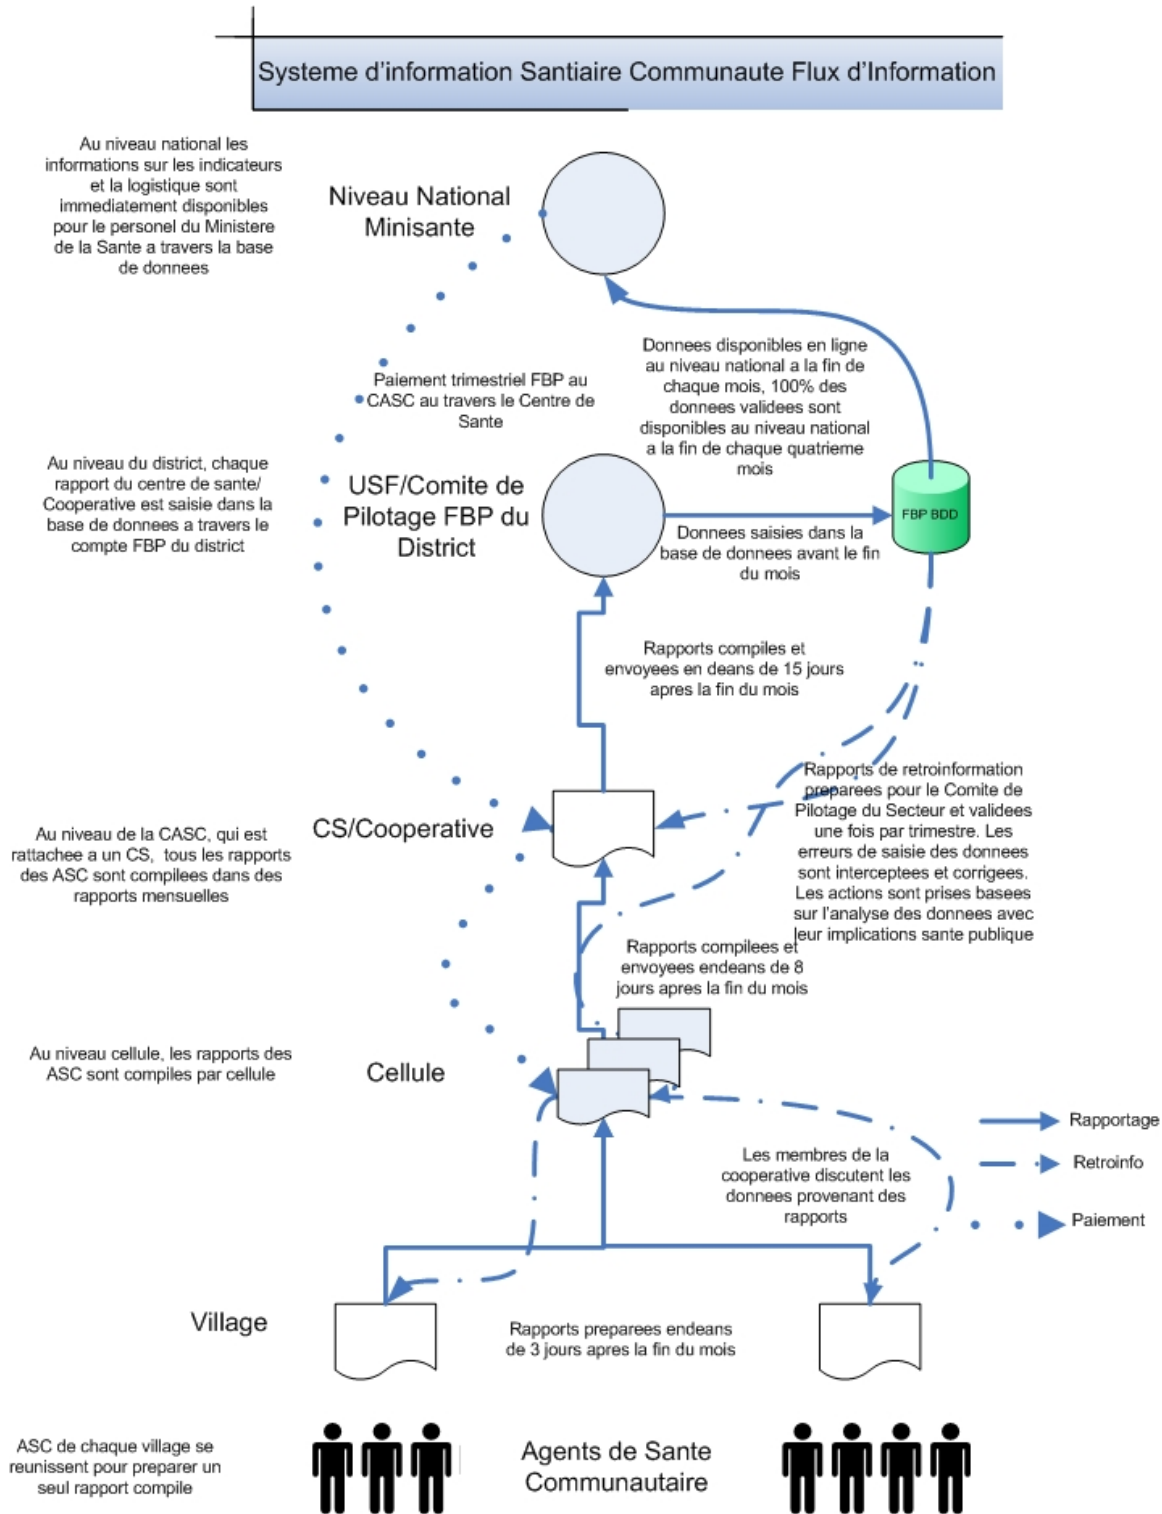 Systeme d'information Santiaire Communaute Flux d'Information
Au niveau national les
informations sur les indicateurs
et la logistique sont
immediatement disponibles
pour le personel du Ministere
de la Sante a travers la base
de donnees
Niveau National
Minisante
Donnees disponibles en ligne
au niveau national a la fin de
chaque mois, 100% des
donnees validees sont
disponibles au niveau national
a la fin de chaque quatrieme
mois
Paiement trimestriel FBP au
CASC au travers le Centre de
Sante
Au niveau du district, chaque
rapport du centre de sante/
Cooperative est saisie dans la
base de donnees a travers le
compte FBP du district
USF/Comite de
Pilotage FBP du
District
FBP BDD
Donnees saisies dans la
base de donnees avant le fin
du mois
Rapports compiles et
envoyees en deans de 15 jours
apres la fin du mois
Rapports de retroinformation
preparees pour le Comite de
Pilotage du Secteur et validees
une fois par trimestre. Les
erreurs de saisie des donnees
sont interceptees et corrigees.
Les actions sont prises basees
sur l'analyse des donnees avec
leur implications sante publique
Au niveau de la CASC, qui est
rattachee a un CS, tous les rapports
des ASC sont compilees dans des
rapports mensuelles
CS/Cooperative
Rapports compilees et
envoyees endeans de 8
jours apres la fin du mois
Au niveau cellule, les rapports des
ASC sont compiles par cellule
Cellule
Rapportage
Retroinfo
Paiement
Les membres de la
cooperative discutent les
donnees provenant des
rapports
Village
Rapports preparees endeans
de 3 jours apres la fin du mois
ASC de chaque village se
reunissent pour preparer un
seul rapport compile
Agents de Sante
Communautaire